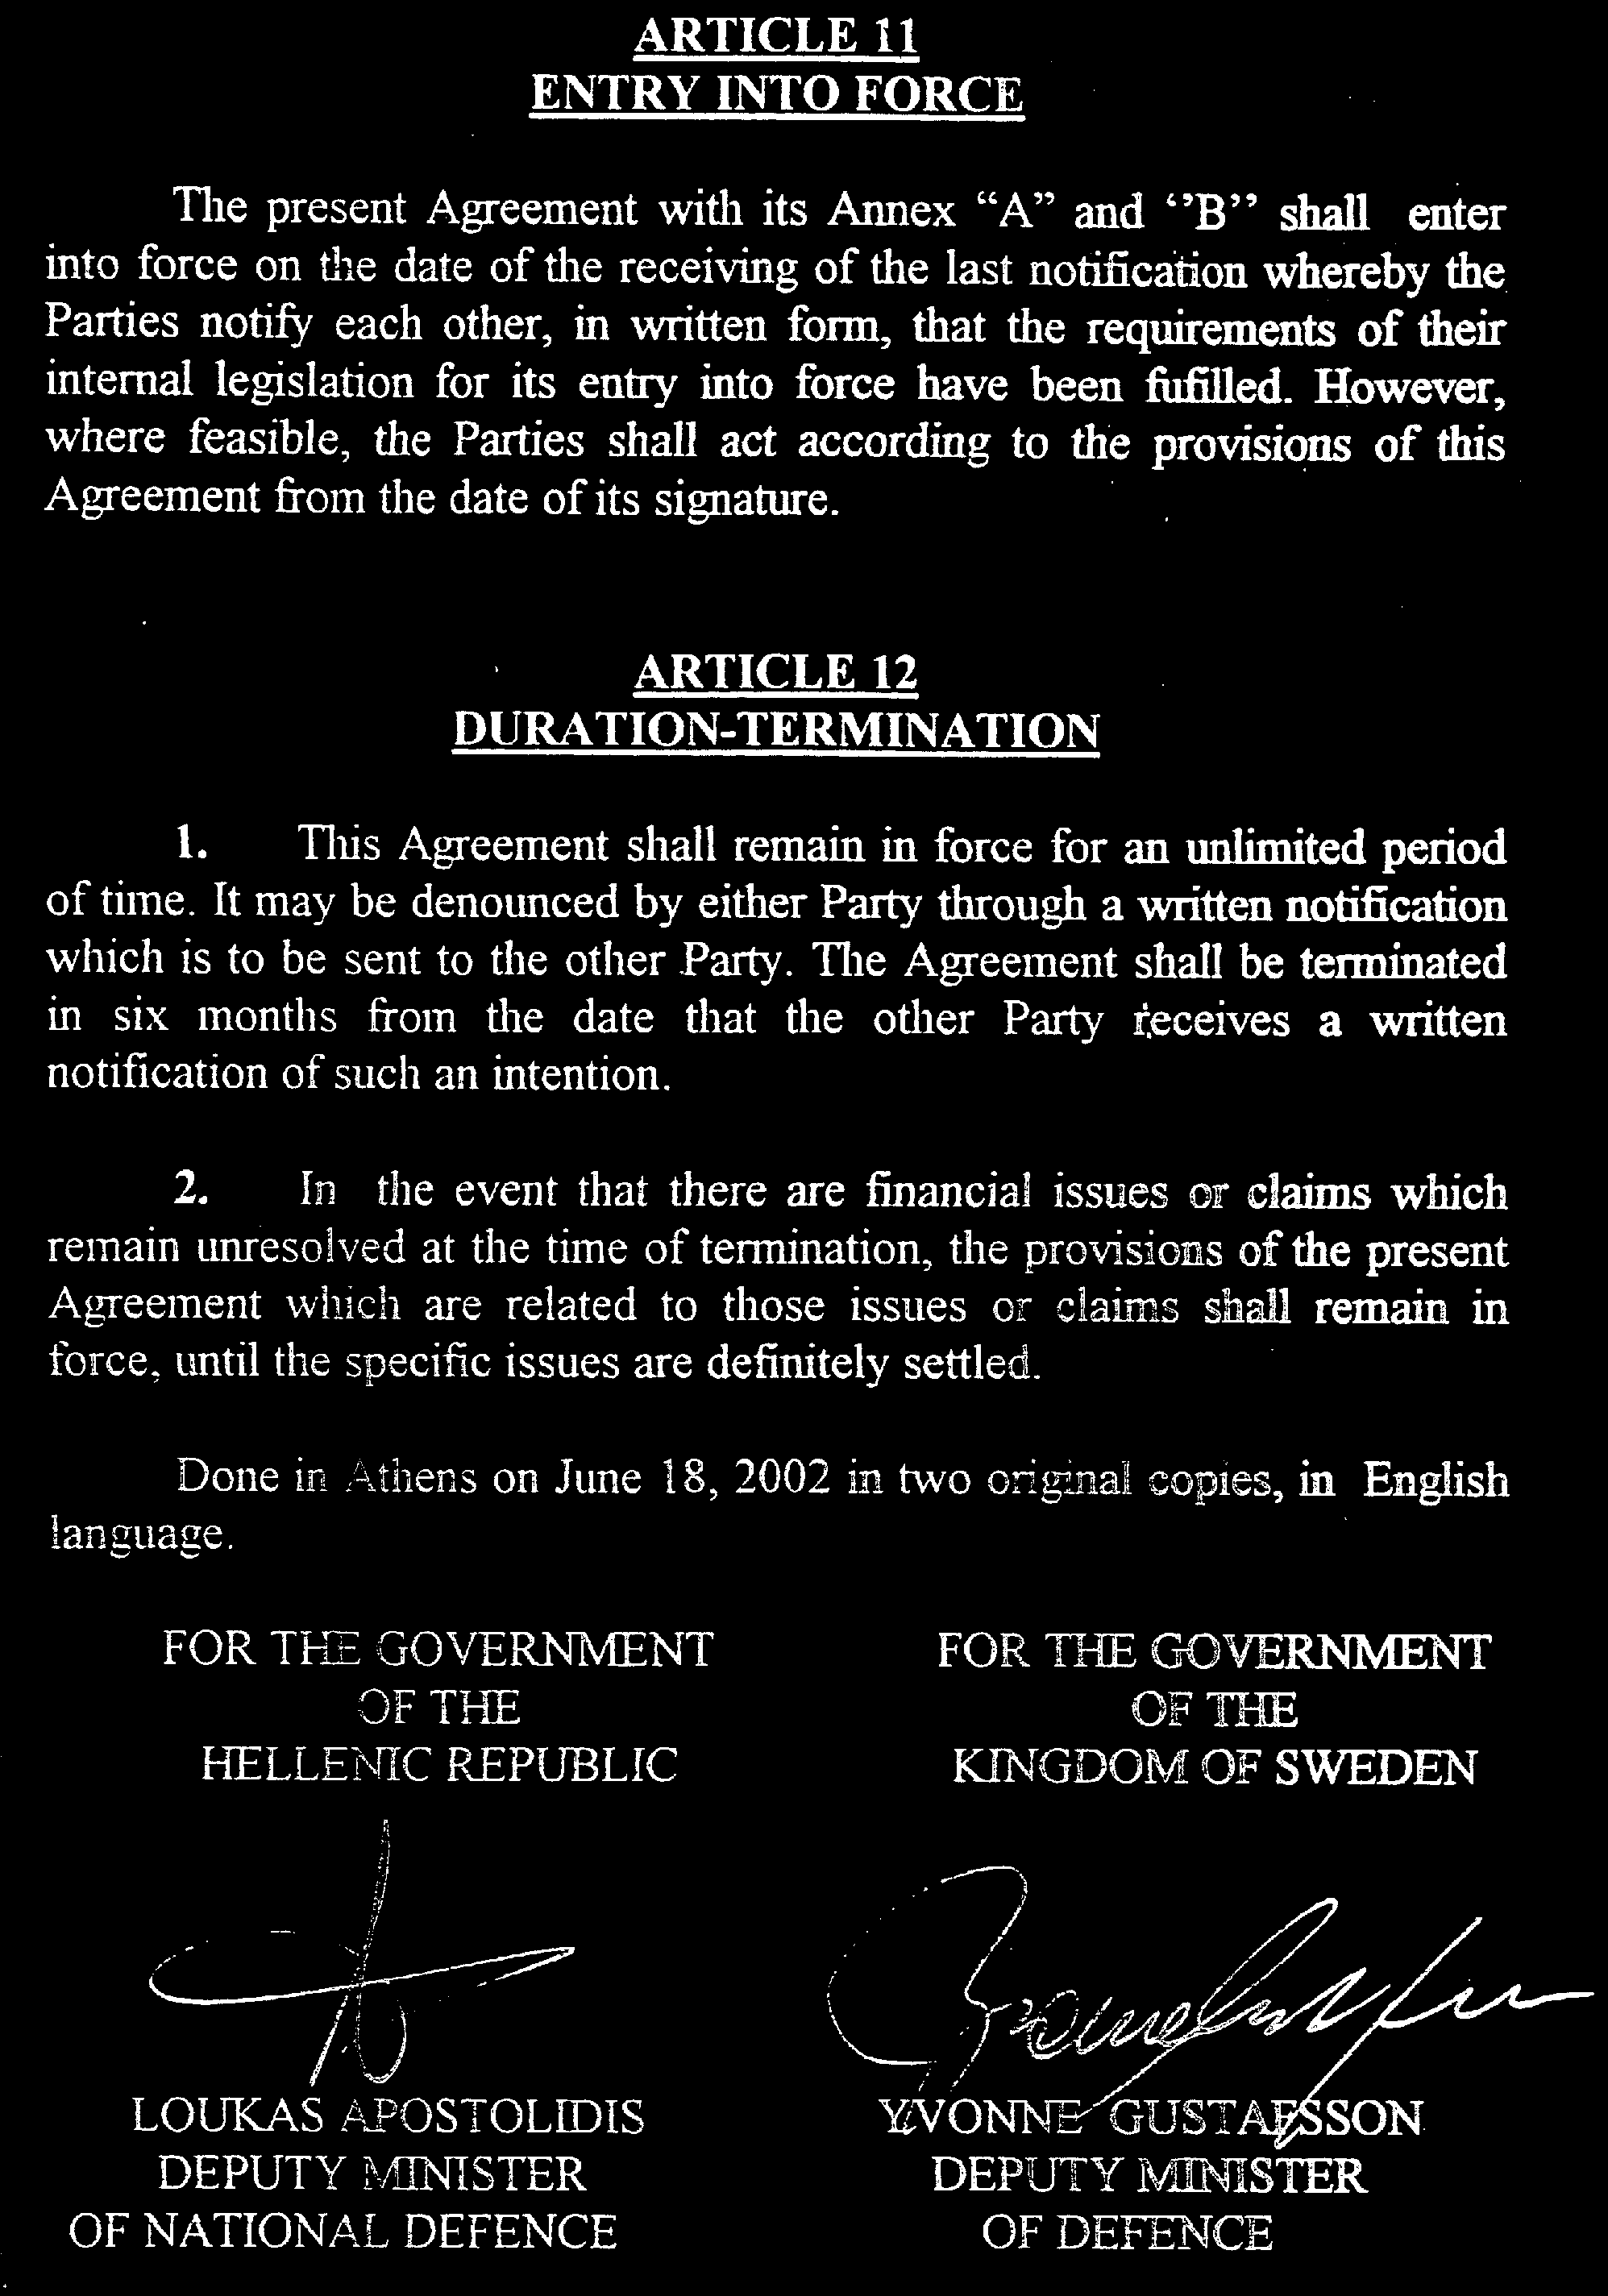 ARTICLE 11
ENTRY INTO FORCE
The present Agreement with its Annex “A” and ‘’B’’ shall enter
into force on the date of the receiving of the last notification whereby the
Parties notify each other, in written form, that the requirements of their
internal legislation for its entry into force have been fufilled. However,
where feasible, the Parties shall act according to the provisions of this
Agreement from the date of its signature.
ARTICLE 12
DURATION-TERMINATION
1. This Agreement shall remain in force for an unlimited period
of time. It may be denounced by either Party through a written notification
which is to be sent to the other Party. The Agreement shall be terminated
in six months from the date that the other Party receives a written
notification of such an intention.
2. In the event that there are financial issues or claims which
remain unresolved at the time of termination, the provisions of the present
Agreement which are related to those issues or claims shall remain in
force, until the specific issues are definitely settled.
Done in Athens on June 18, 2002 in two original copies, in English
language.
FOR THE GOVERNMENT
OF THE
HELLENIC REPUBLIC
LOUKAS APOSTOLIDIS
DEPUTY MINISTER
OF NATIONAL DEFENCE
FOR THE GOVERNMENT
OF THE
KINGDOM OF SWEDEN
YVONNE GUSTAFSSON
DEPUTY MINISTER
OF DEFENCE